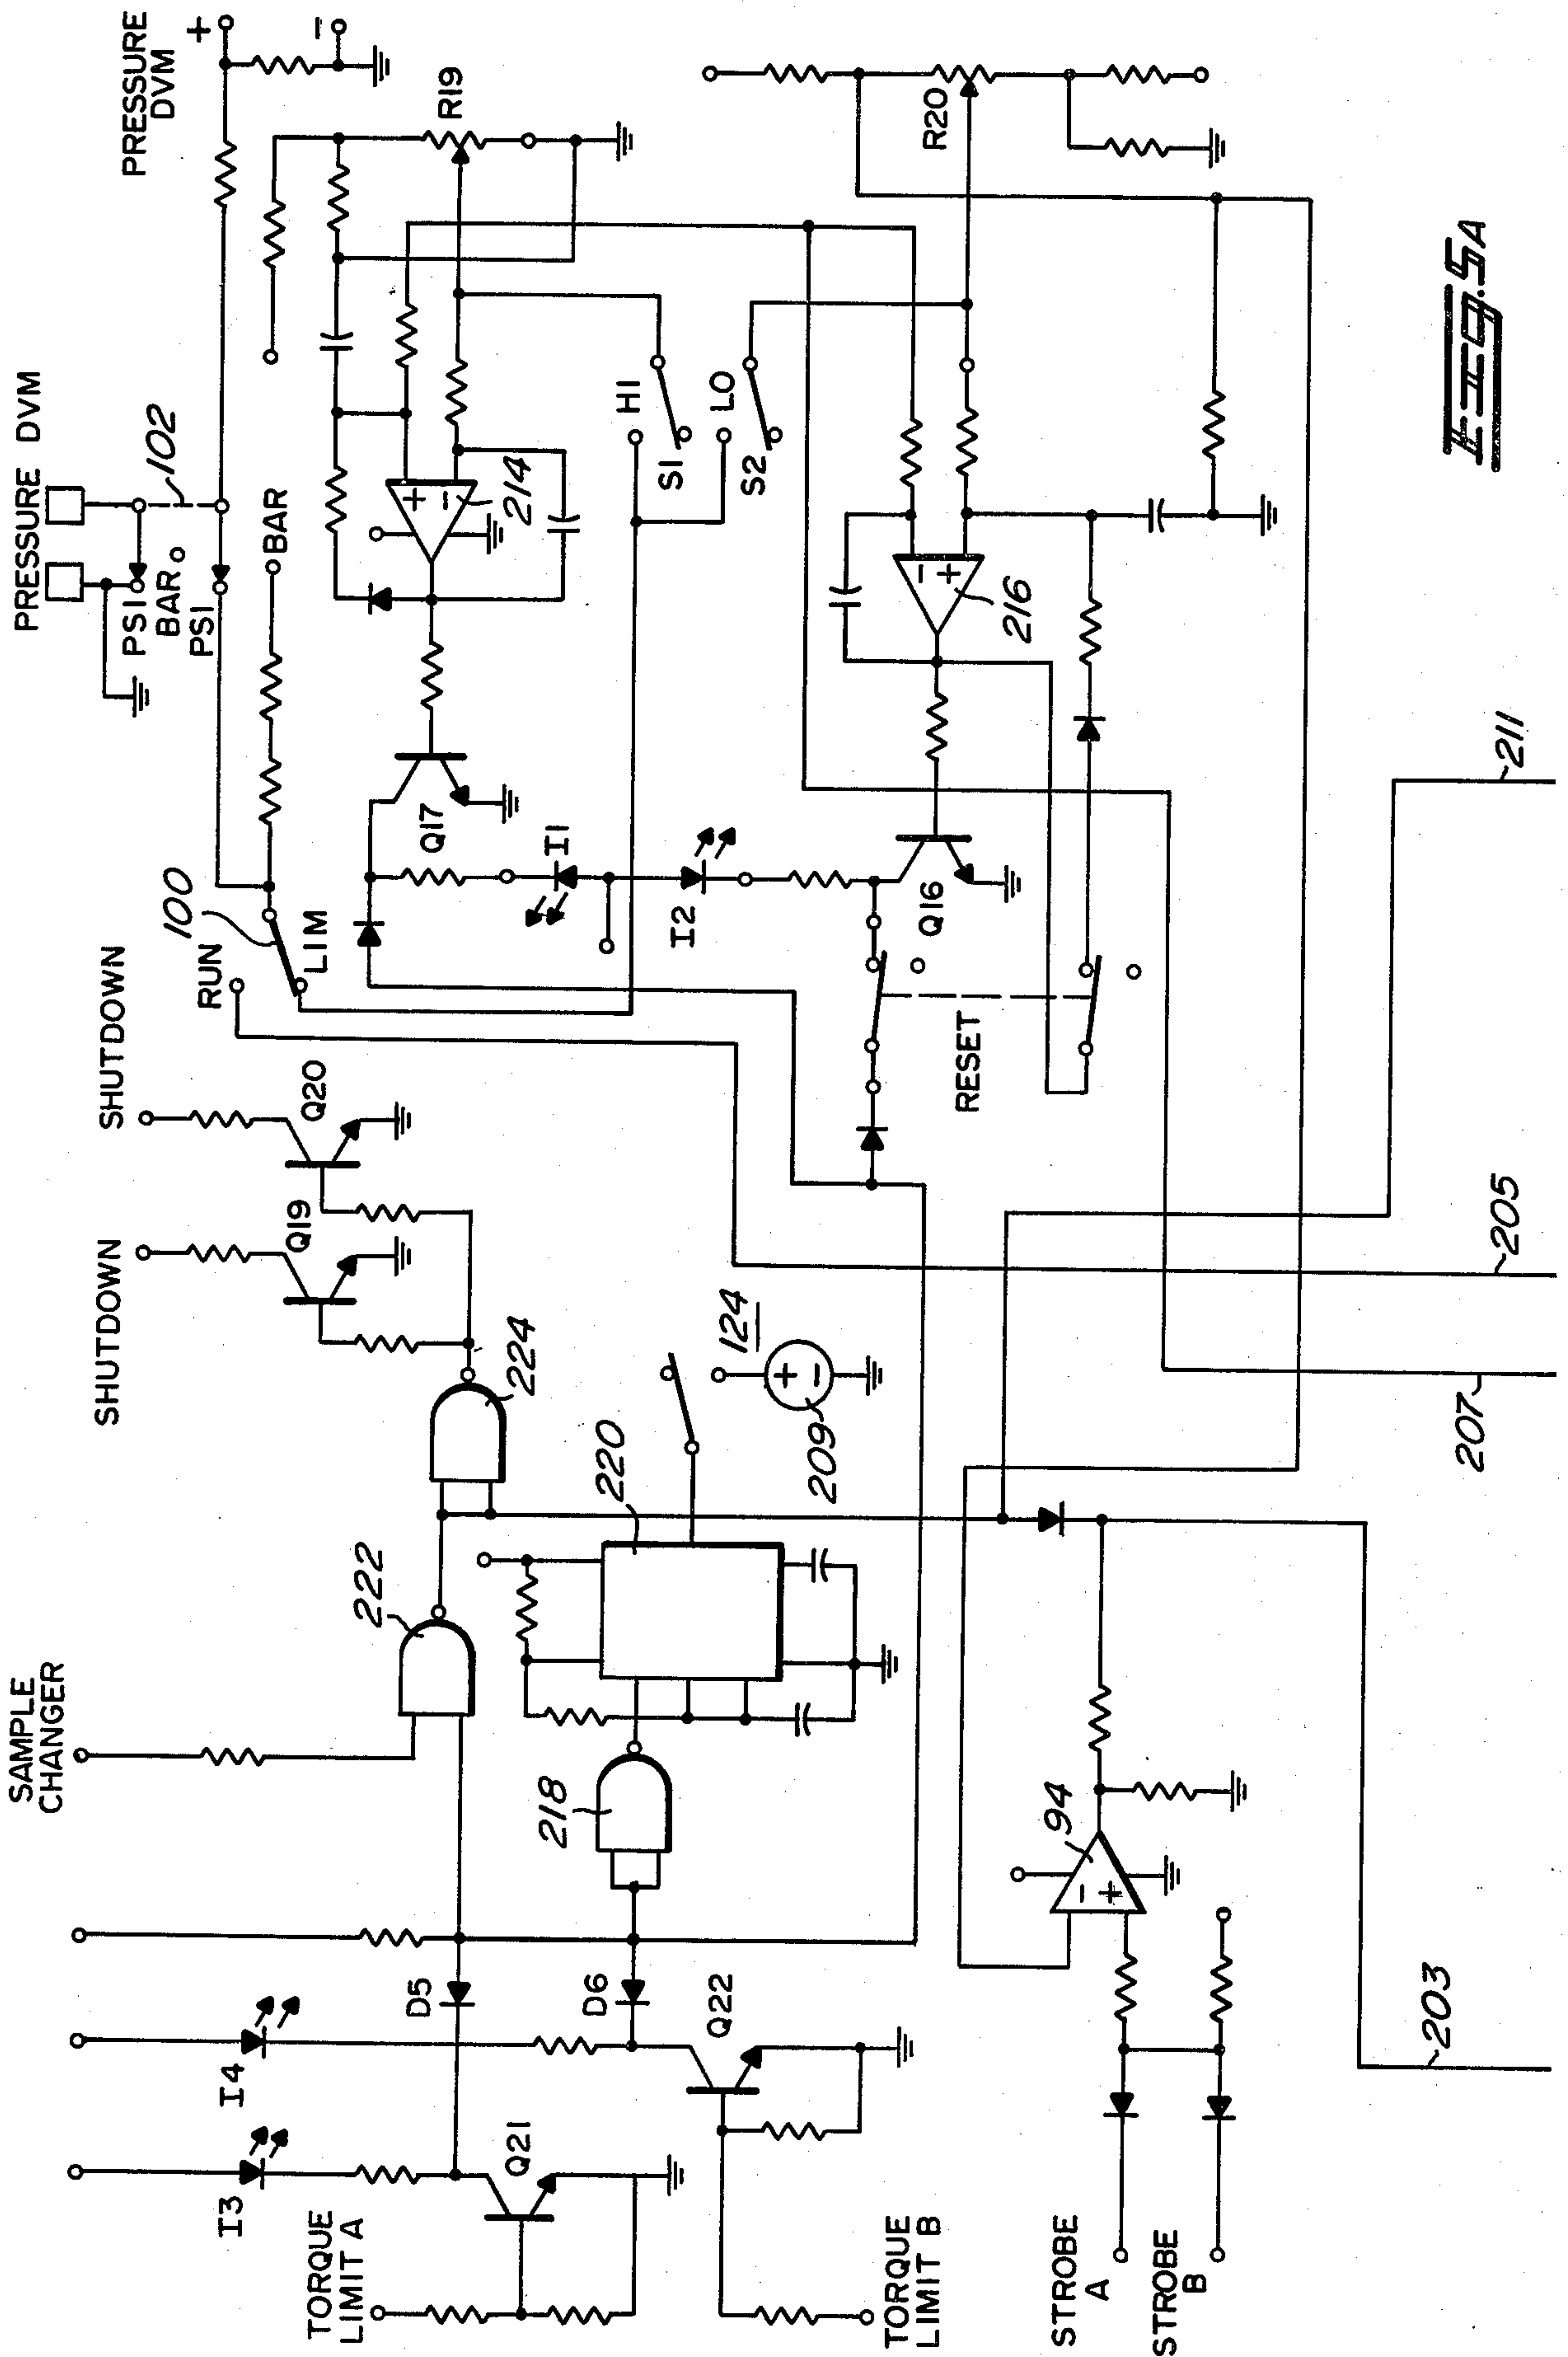 PRESSURE
DVM
+
−
PRESSURE DVM
102
PSI
BAR
PSI
BAR
R19
R20
+
−
214
HI
S1
LO
S2
−
+
216
100
RUN
LIM
Q17
I1
I2
Q16
RESET
SHUTDOWN
Q20
SHUTDOWN
Q19
224
222
220
124
+
−
209
SAMPLE
CHANGER
218
D5
D6
I4
I3
Q22
Q21
TORQUE
LIMIT A
TORQUE
LIMIT B
94
−
+
STROBE
A
STROBE
B
203
205
207
211
FIG. 5A